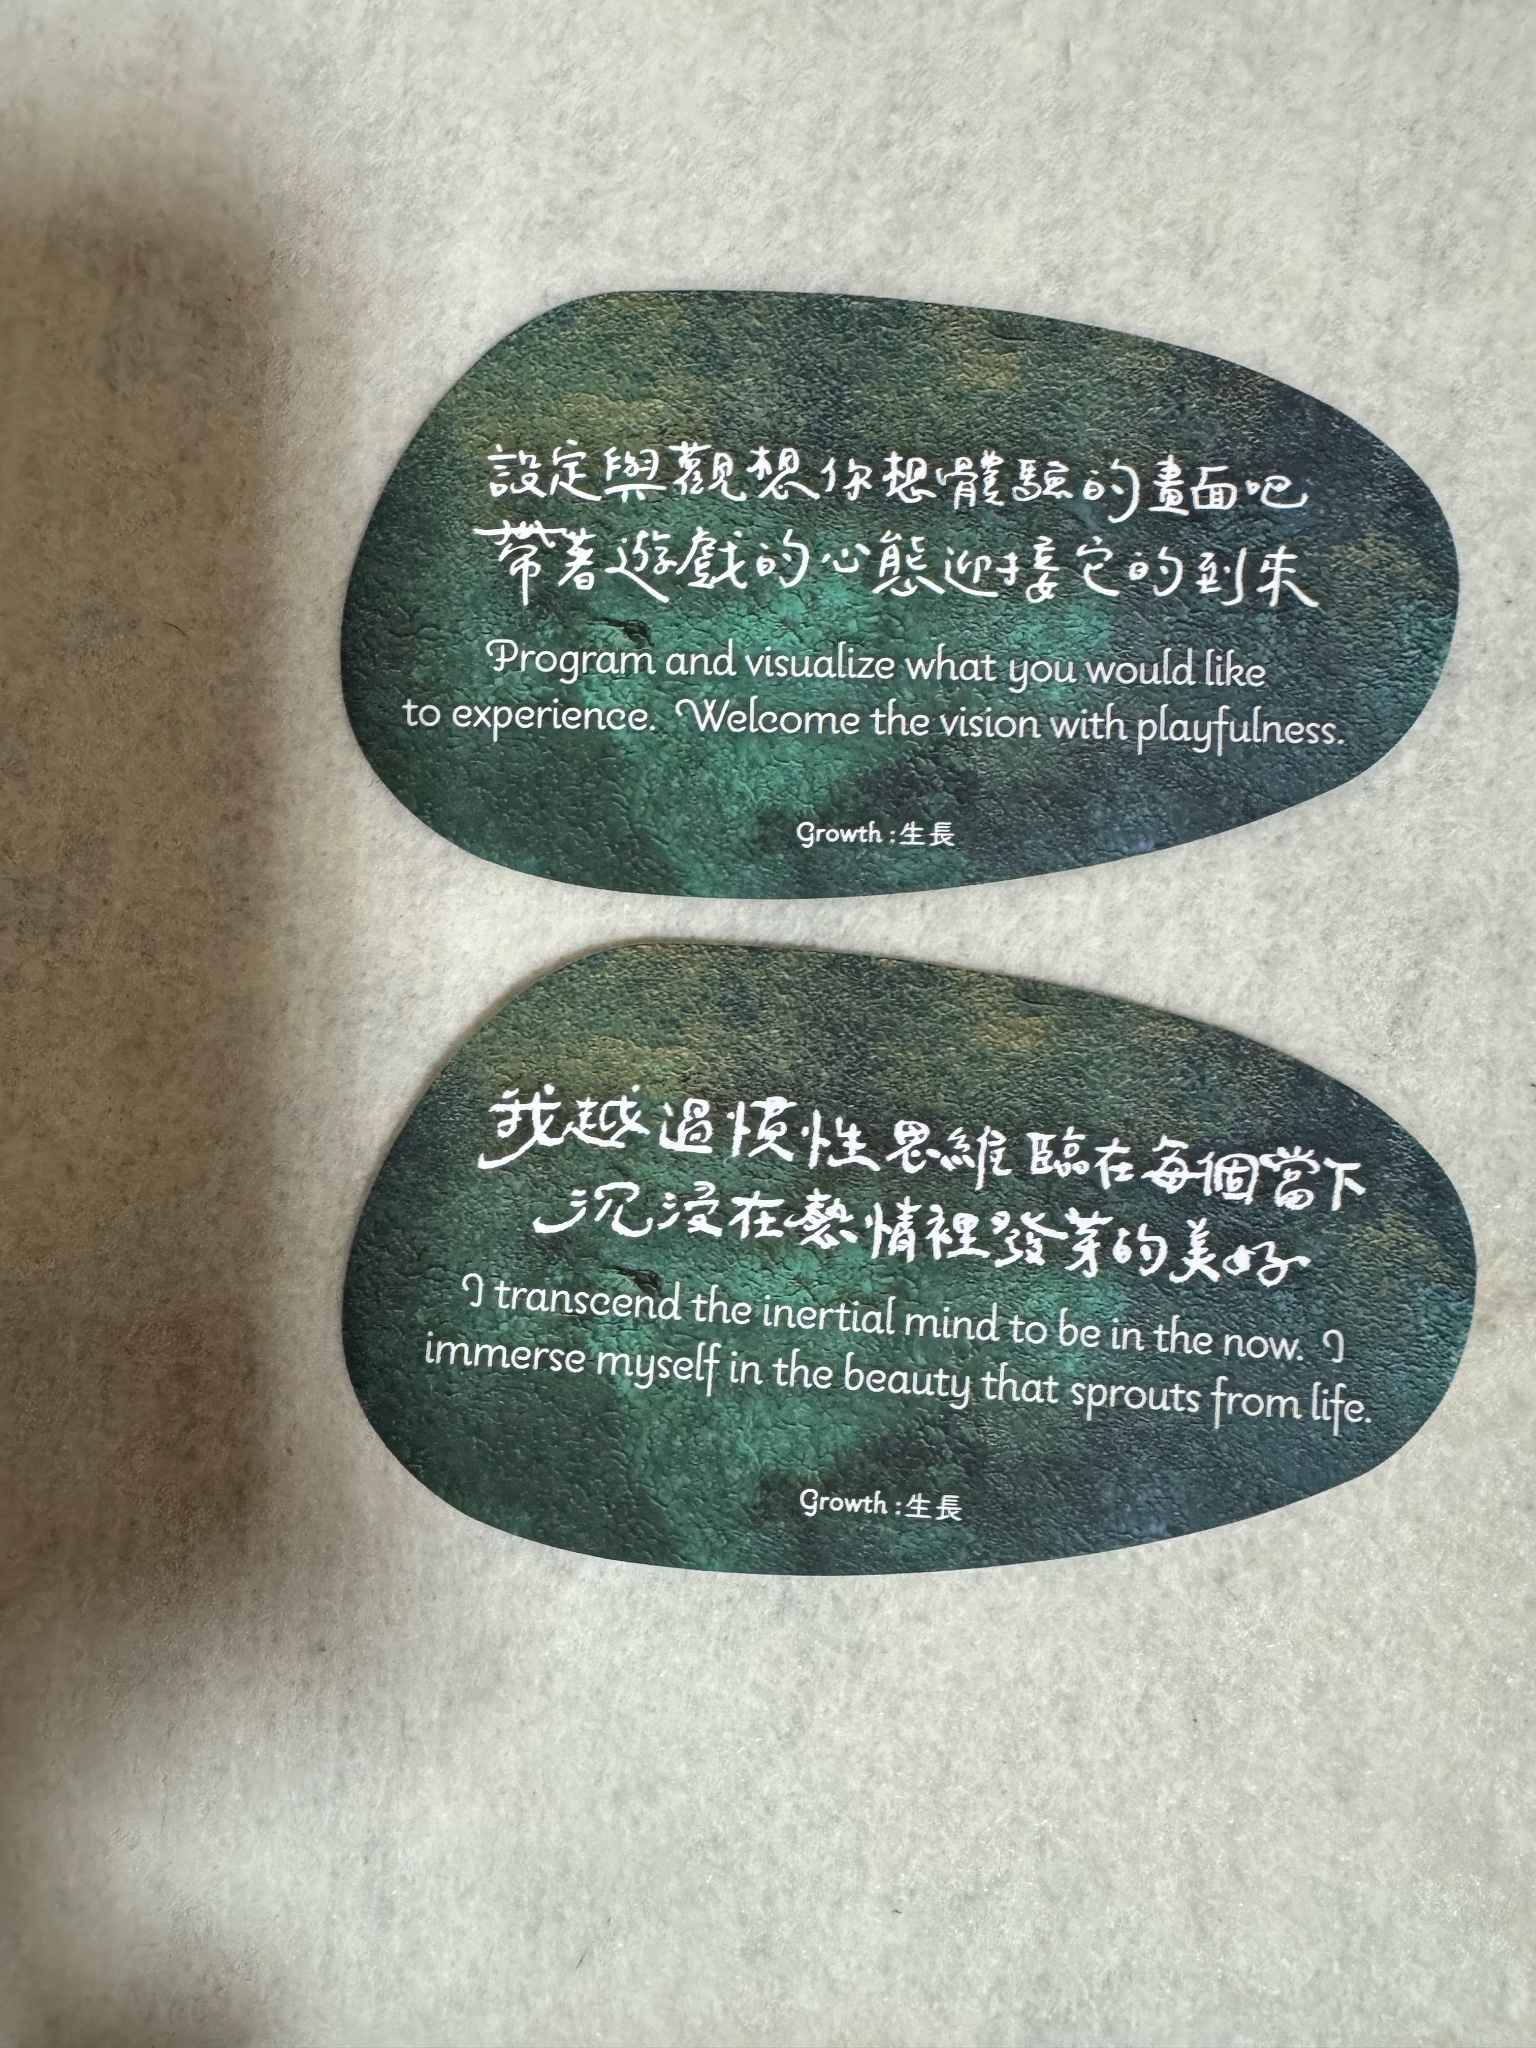 設定與觀想你想體驗的畫面吧
帶著遊戲的心態迎接它的到來
Program and visualize what you would like
to experience. Welcome the vision with playfulness.
Growth :生長
我越過慣性思維臨在每個當下
沉浸在熱情裡發芽的美好
I transcend the inertial mind to be in the now. I
immerse myself in the beauty that sprouts from life.
Growth :生長